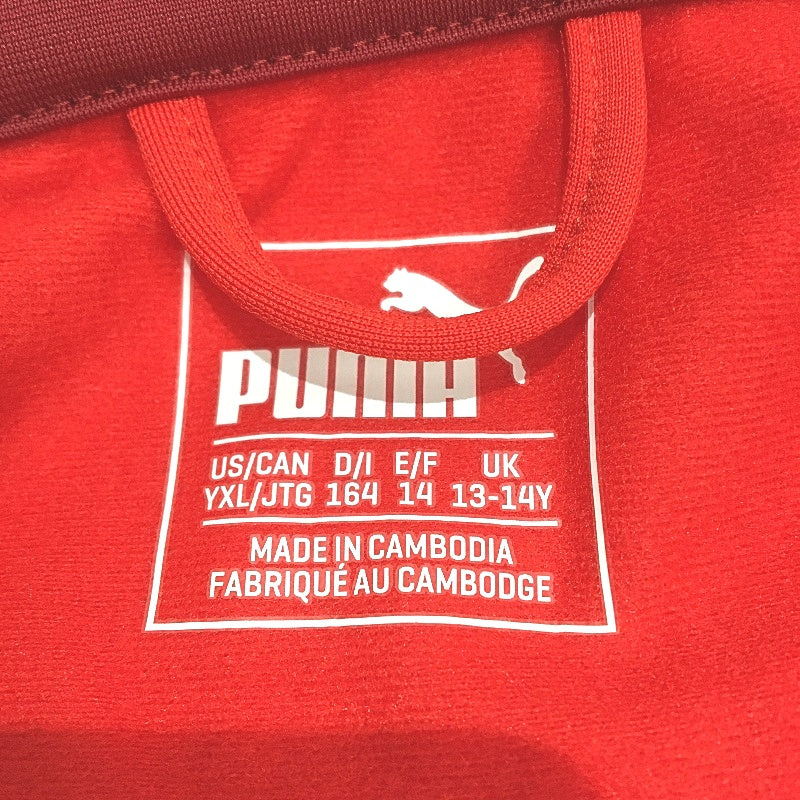 PUMA
US/CAN D/I E/F UK
YXL/JTG 164 14 13-14Y
MADE IN CAMBODIA
FABRIQUÉ AU CAMBODGE